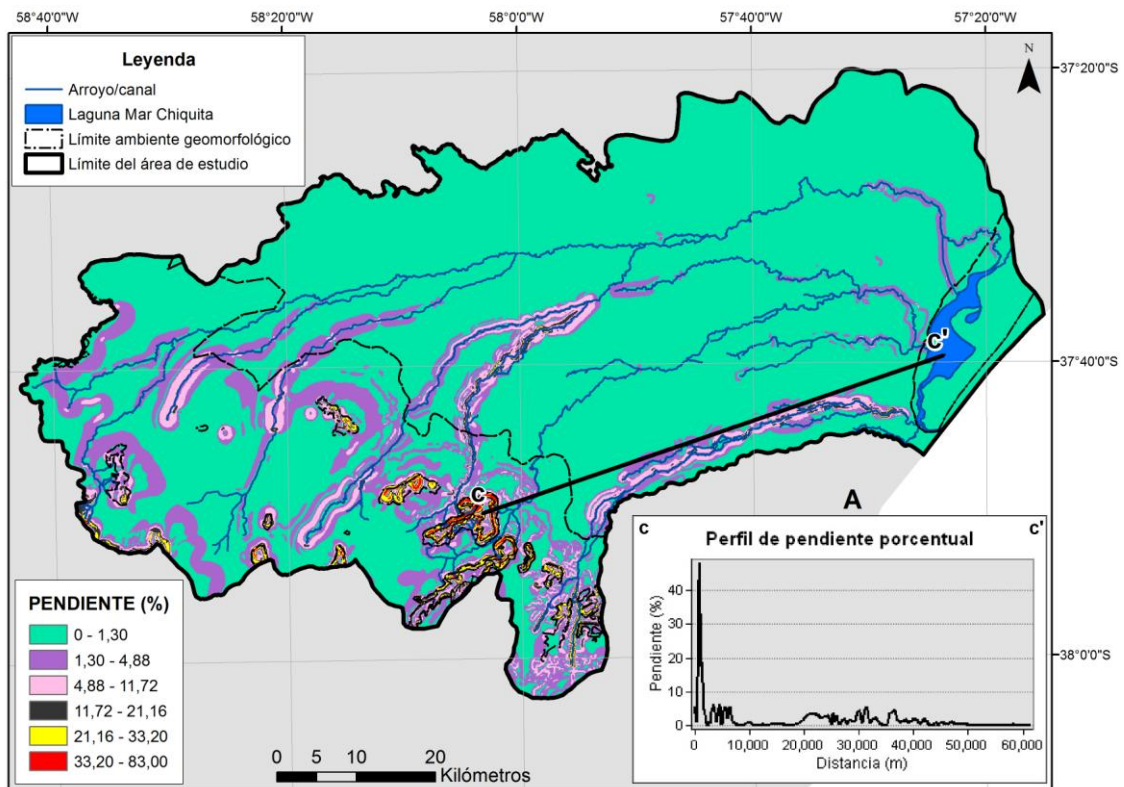 58°40'0"W
58°20'0"W
58°0'0"W
57°40'0"W
57°20'0"W
Leyenda
Arroyo/canal
Laguna Mar Chiquita
Límite ambiente geomorfológico
Límite del área de estudio
N
37°20'0"S
37°40'0"S
38°0'0"S
C'
C
A
PENDIENTE (%)
0 - 1,30
1,30 - 4,88
4,88 - 11,72
11,72 - 21,16
21,16 - 33,20
33,20 - 83,00
0 5 10 20
Kilómetros
C C'
Perfil de pendiente porcentual
Pendiente (%)
40
30
20
10
0
0 10,000 20,000 30,000 40,000 50,000 60,000
Distancia (m)